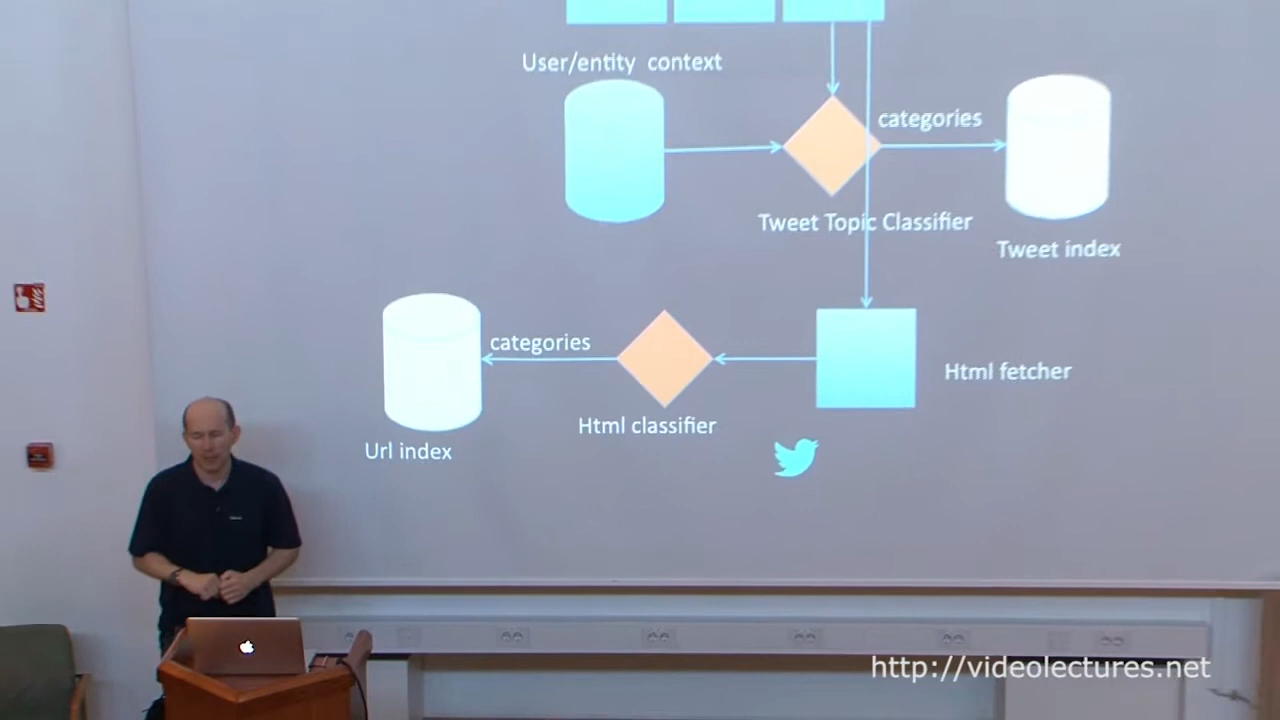 User/entity context
categories
Tweet Topic Classifier
Tweet index
categories
Html fetcher
Html classifier
Url index
http://videolectures.net